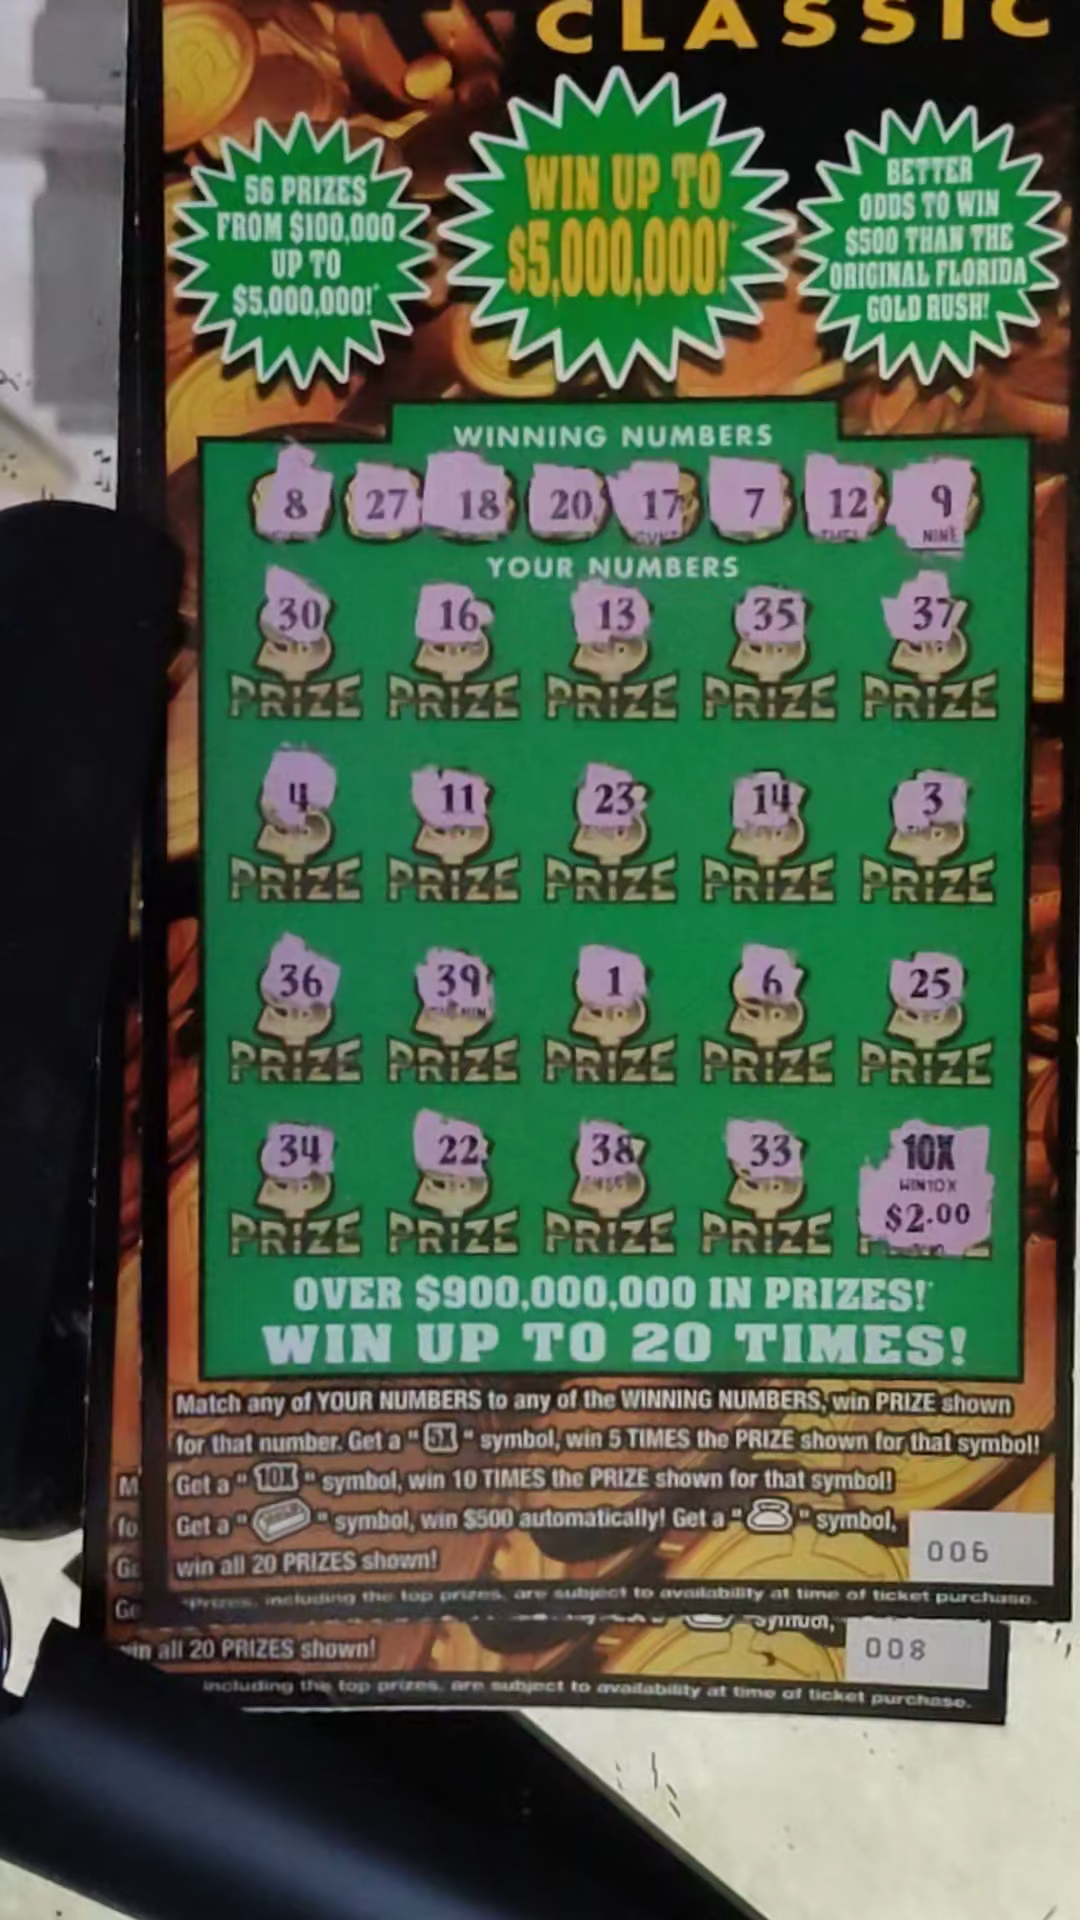 CLASSIC
56 PRIZES
FROM $100,000
UP TO
$5,000,000!*
WIN UP TO
$5,000,000!*
BETTER
ODDS TO WIN
$500 THAN THE
ORIGINAL FLORIDA
GOLD RUSH!
WINNING NUMBERS
8 27 18 20 17 7 12 9
NINE
YOUR NUMBERS
30 16 13 35 37
PRIZE PRIZE PRIZE PRIZE PRIZE
4 11 23 14 3
PRIZE PRIZE PRIZE PRIZE PRIZE
36 39 1 6 25
PRIZE PRIZE PRIZE PRIZE PRIZE
34 22 38 33 10X
WIN10X
$2.00
PRIZE PRIZE PRIZE PRIZE
OVER $900,000,000 IN PRIZES!*
WIN UP TO 20 TIMES!
Match any of YOUR NUMBERS to any of the WINNING NUMBERS, win PRIZE shown
for that number. Get a " 5X " symbol, win 5 TIMES the PRIZE shown for that symbol!
Get a " 10X " symbol, win 10 TIMES the PRIZE shown for that symbol!
Get a " " symbol, win $500 automatically! Get a " " symbol,
win all 20 PRIZES shown!
006
*Prizes, including the top prizes, are subject to availability at time of ticket purchase.
M
fo
Ge
Ge
symbol,
in all 20 PRIZES shown!
008
including the top prizes, are subject to availability at time of ticket purchase.